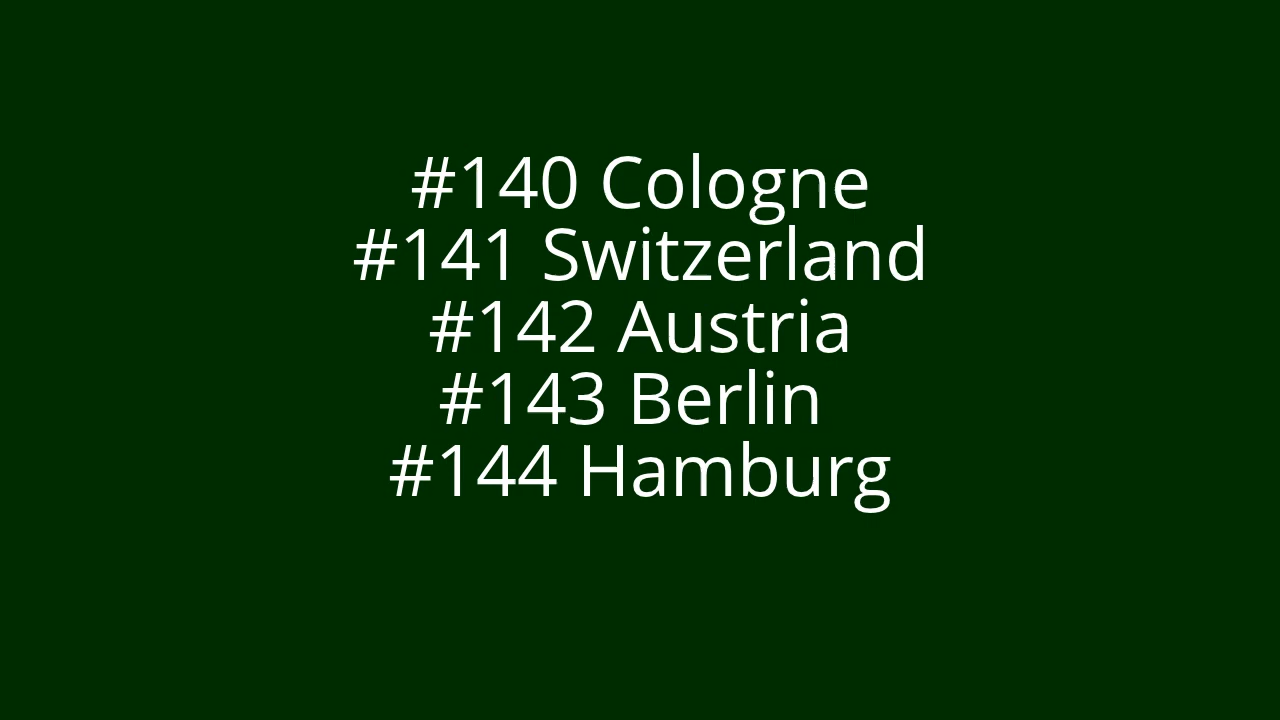 #140 Cologne
#141 Switzerland
#142 Austria
#143 Berlin
#144 Hamburg